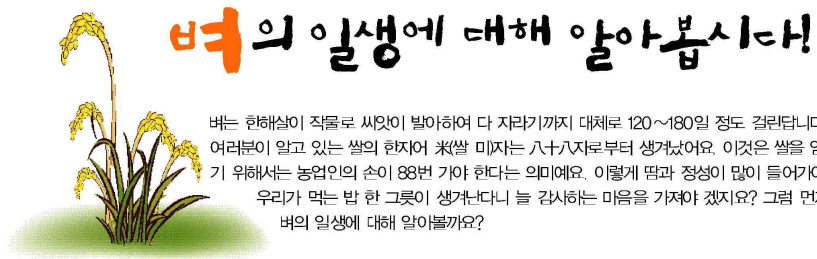 벼의 일생에 대해 알아봅시다!
벼는 한해살이 작물로 씨앗이 발아하여 다 자라기까지 대체로 120~180일 정도 걸린답니다
여러분이 알고 있는 쌀의 한자어 米(쌀 미)자는 八十八자로부터 생겨났어요. 이것은 쌀을
기 위해서는 농업인의 손이 88번 가야 한다는 의미예요. 이렇게 땀과 정성이 많이 들어가야
우리가 먹는 밥 한 그릇이 생겨난다니 늘 감사하는 마음을 가져야 겠지요? 그럼
벼의 일생에 대해 알아볼까요?